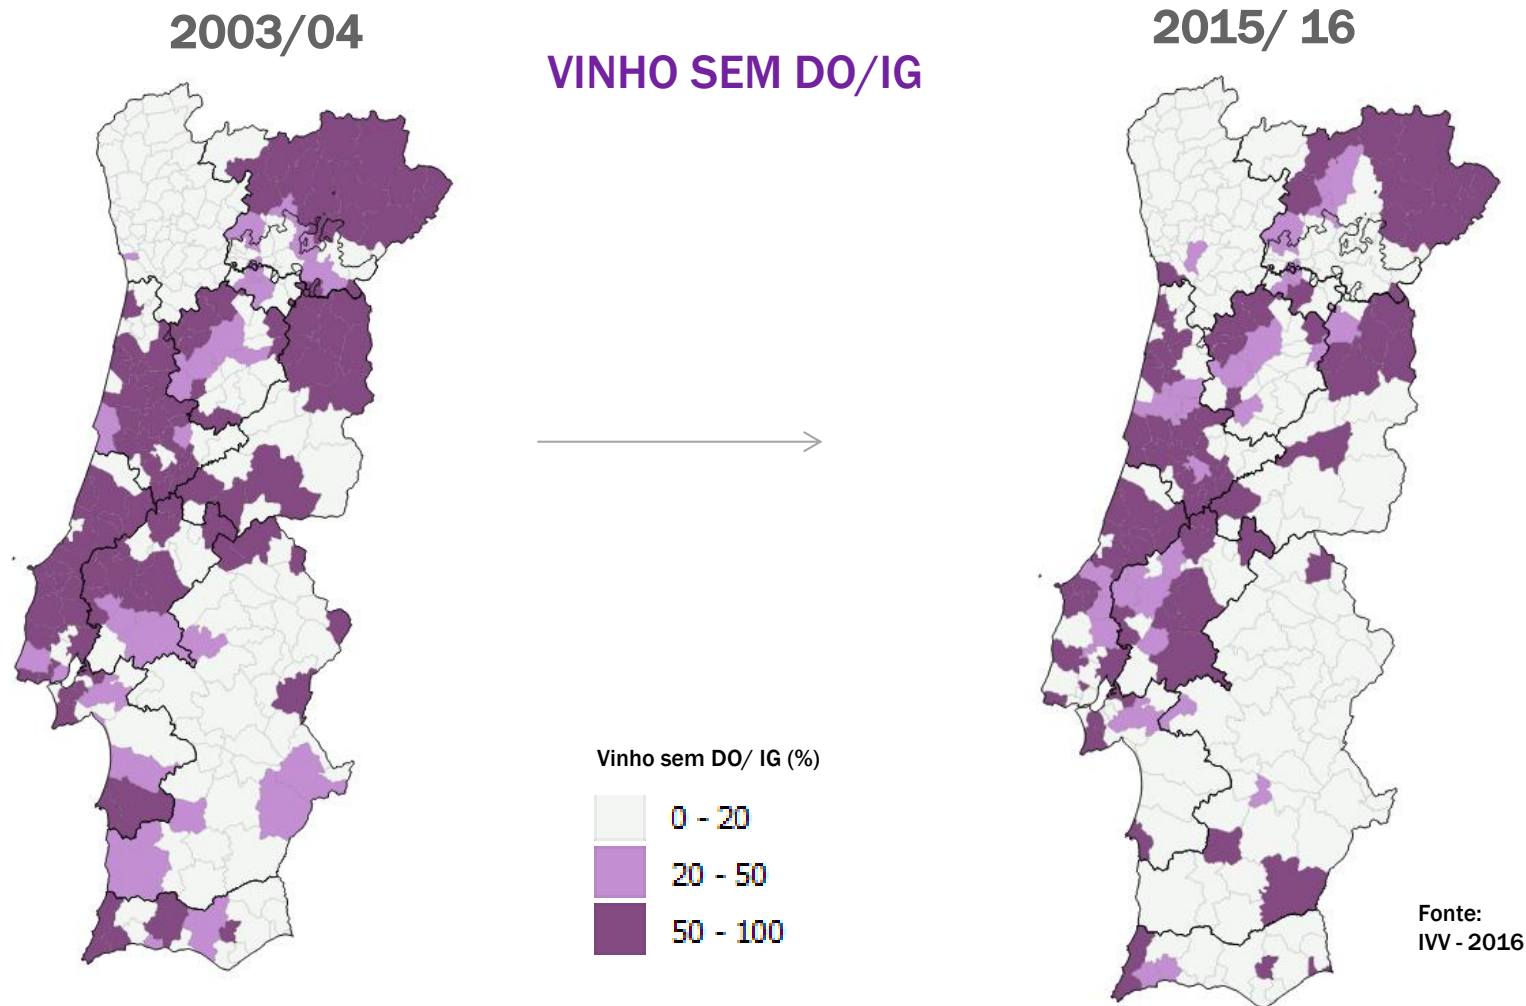 2003/04
2015/ 16
VINHO SEM DO/IG
Vinho sem DO/ IG (%)
0 - 20
20 - 50
50 - 100
Fonte:
IVV - 2016